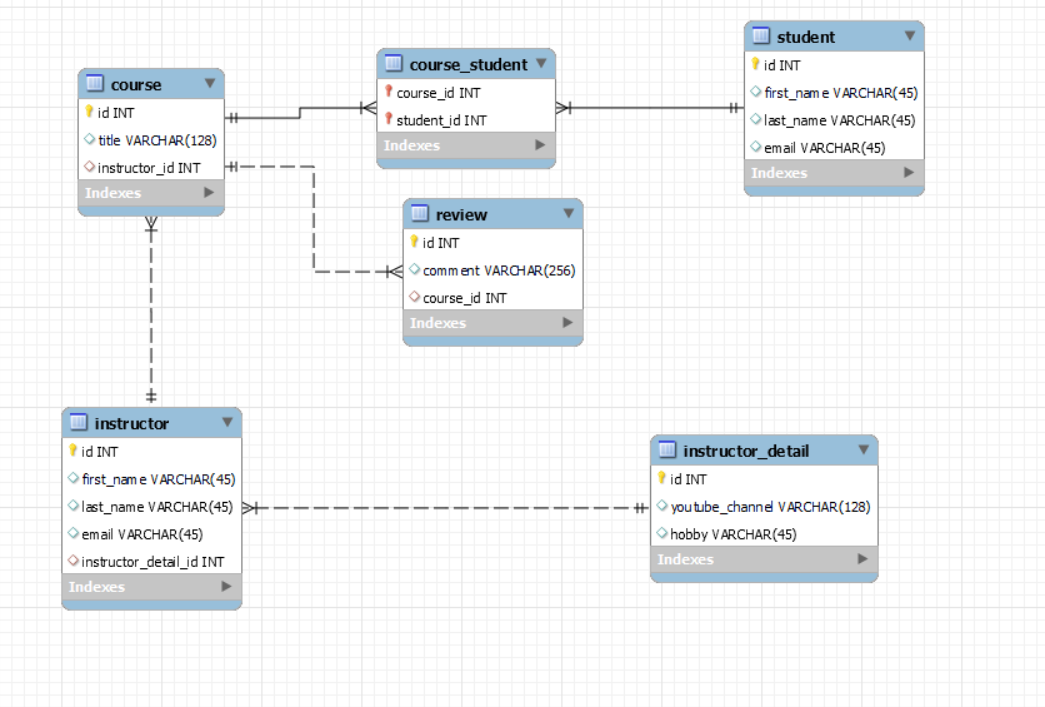 course
id INT
title VARCHAR(128)
instructor_id INT
Indexes
course_student
course_id INT
student_id INT
Indexes
student
id INT
first_name VARCHAR(45)
last_name VARCHAR(45)
email VARCHAR(45)
Indexes
review
id INT
comment VARCHAR(256)
course_id INT
Indexes
instructor
id INT
first_name VARCHAR(45)
last_name VARCHAR(45)
email VARCHAR(45)
instructor_detail_id INT
Indexes
instructor_detail
id INT
youtube_channel VARCHAR(128)
hobby VARCHAR(45)
Indexes